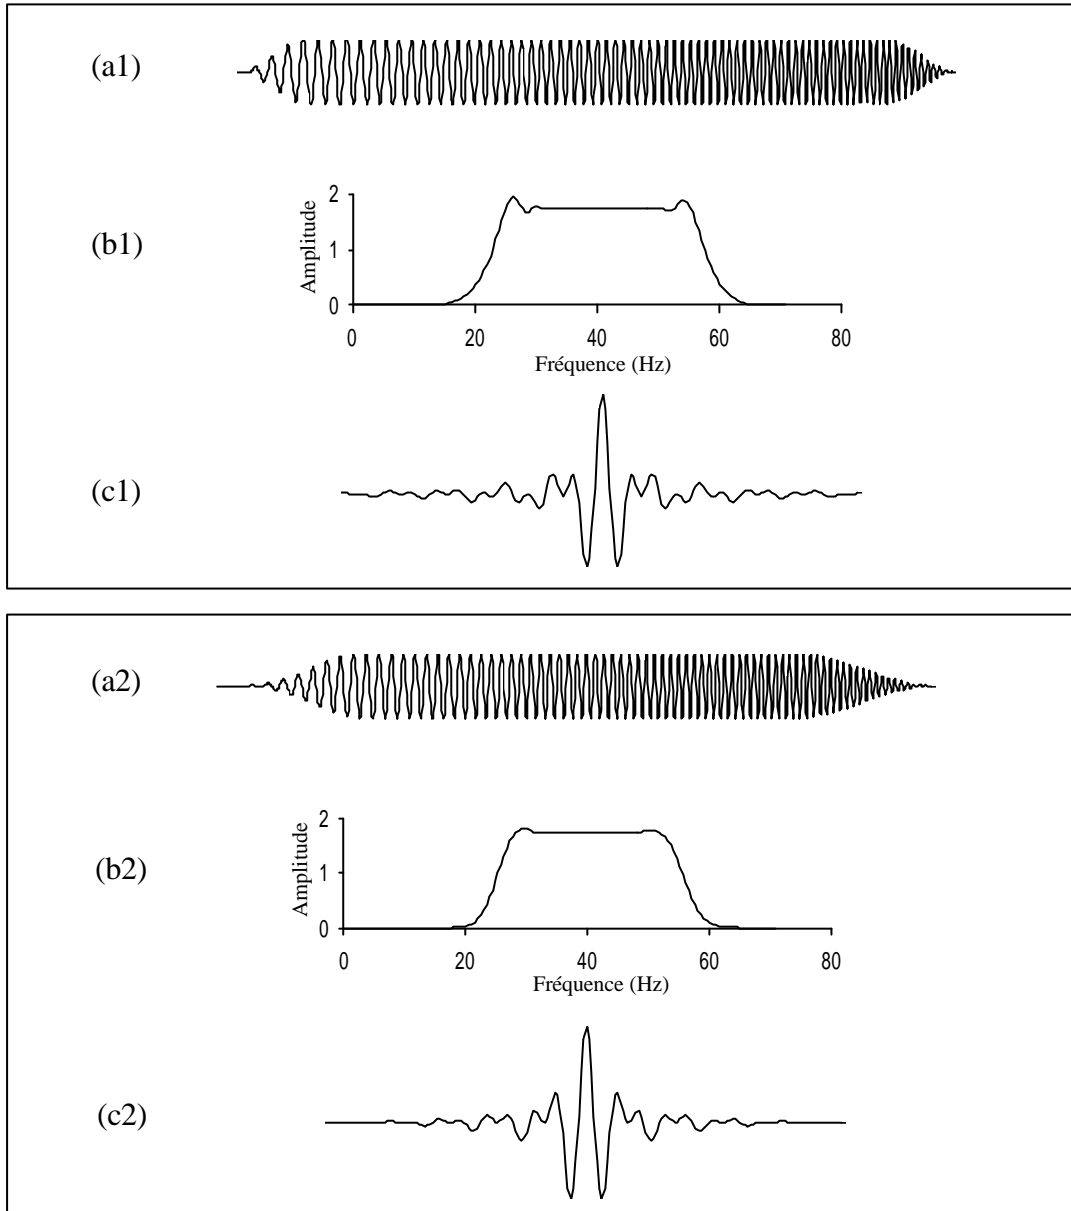 (a1)
(b1)
Amplitude
2
1
0
0 20 40 60 80
Fréquence (Hz)
(c1)
(a2)
(b2)
Amplitude
2
1
0
0 20 40 60 80
Fréquence (Hz)
(c2)